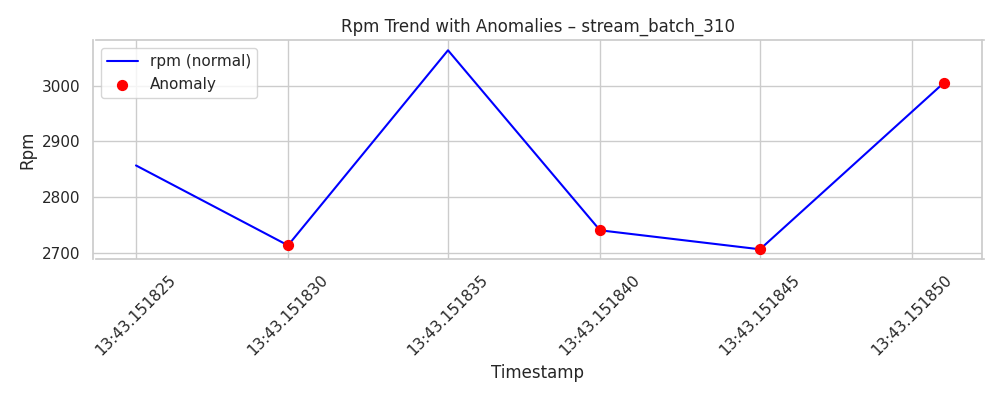 Rpm Trend with Anomalies – stream_batch_310
rpm (normal)
Anomaly
Rpm
3000
2900
2800
2700
13:43.151825
13:43.151830
13:43.151835
13:43.151840
13:43.151845
13:43.151850
Timestamp